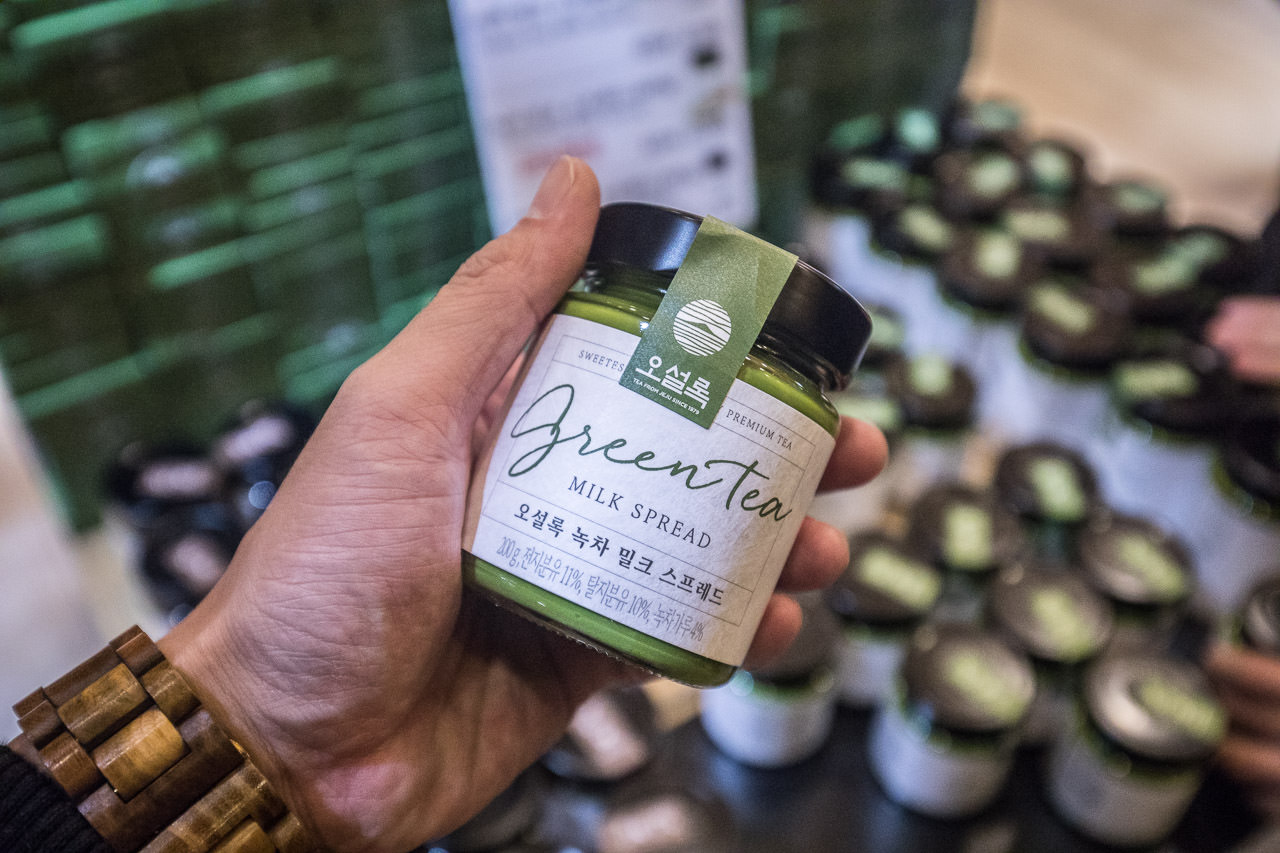 오설록
TEA FROM JEJU SINCE 1979
PREMIUM TEA
Green Tea
MILK SPREAD
오설록 녹차 밀크 스프레드
200g, 전지분유 11%, 탈지분유 10%, 녹차가루 4%